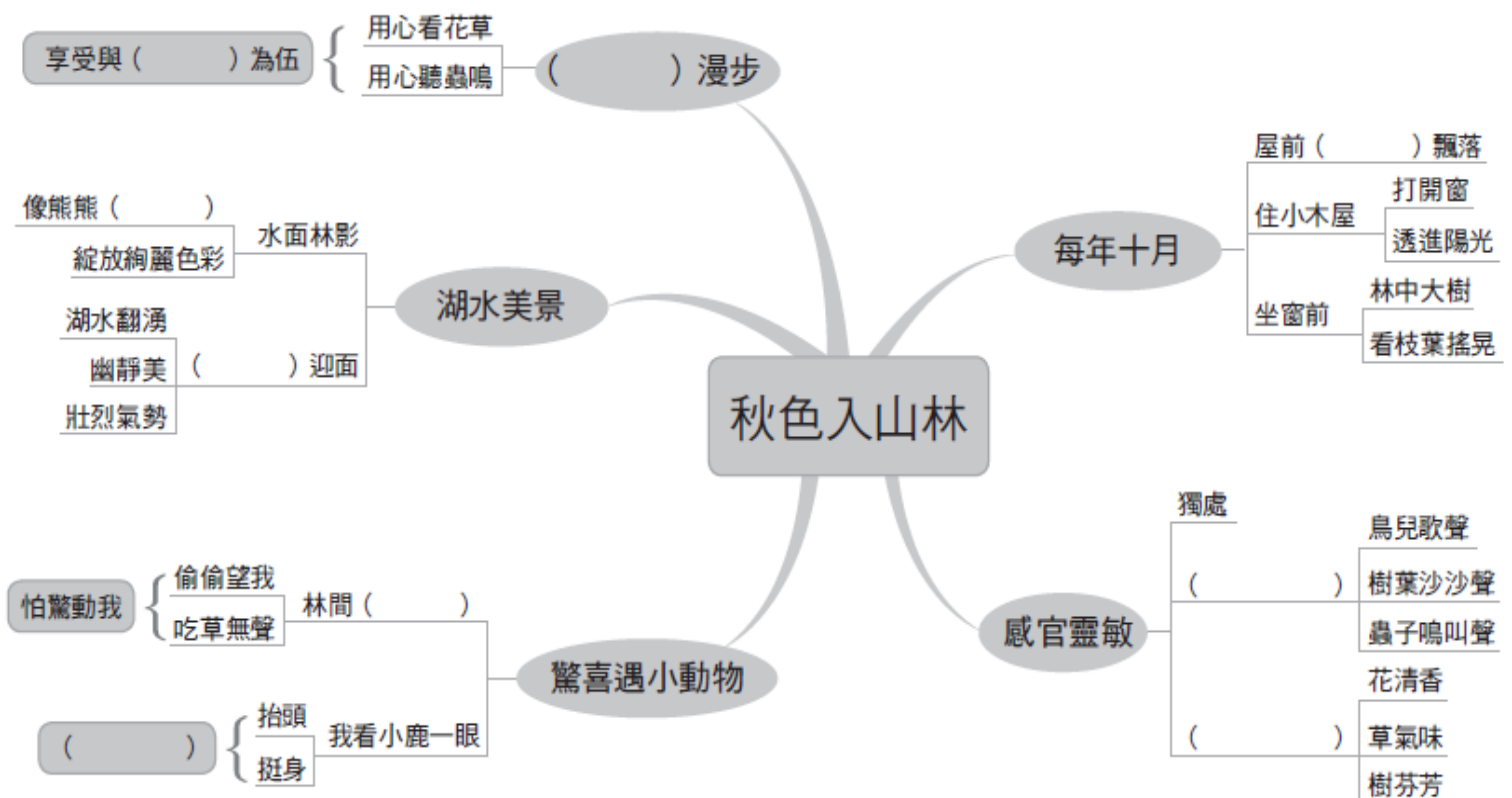 秋色入山林
每年十月
屋前（　　　）飄落
住小木屋
打開窗
透進陽光
坐窗前
林中大樹
看枝葉搖晃
感官靈敏
獨處
（　　　　）
鳥兒歌聲
樹葉沙沙聲
蟲子鳴叫聲
（　　　　）
花清香
草氣味
樹芬芳
驚喜遇小動物
林間（　　　）
偷偷望我
吃草無聲
怕驚動我
我看小鹿一眼
抬頭
挺身
（　　　　）
湖水美景
水面林影
像熊熊（　　　）
綻放絢麗色彩
（　　　）迎面
湖水翻湧
幽靜美
壯烈氣勢
（　　　　）漫步
用心看花草
用心聽蟲鳴
享受與（　　　）為伍